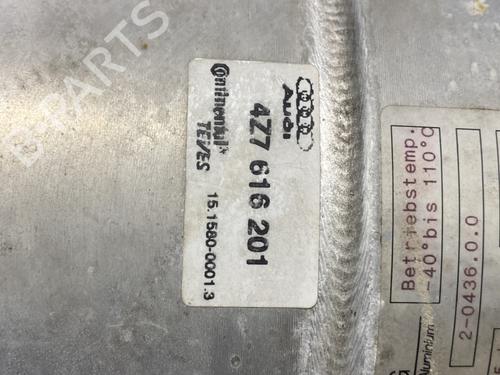 Audi
4Z7 616 201
Continental
TEVES
15.1580-0001.3
Betriebstemp.
-40°bis 110°C
2-0436.0.0
Aluminium
PARTS